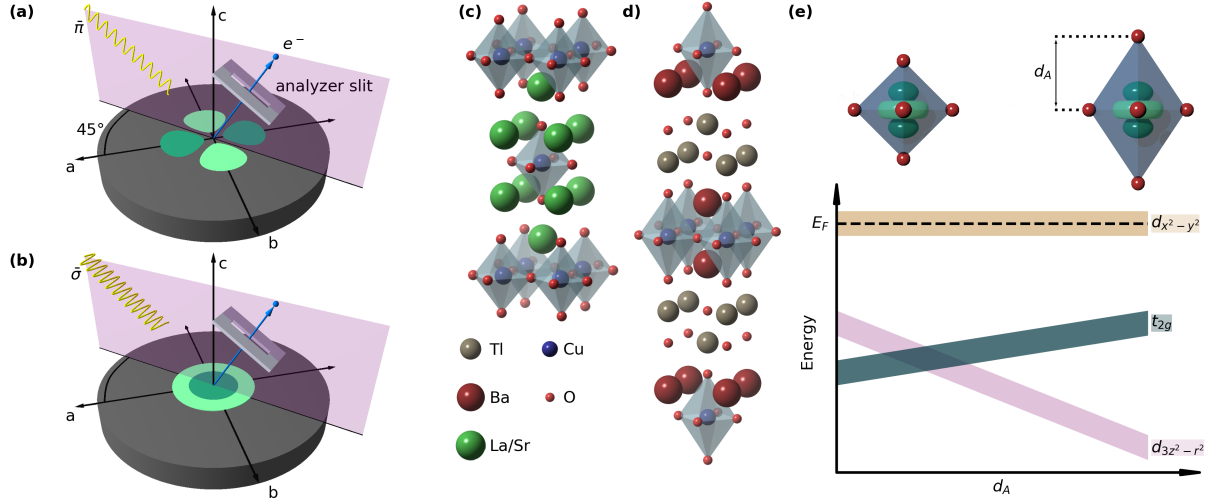 (a)
c
π̄
e⁻
analyzer slit
45°
a
b
(b)
c
σ̄
a
b
(c)
Tl
Cu
Ba
O
La/Sr
d)
(e)
d_A
E_F
d_{x²−y²}
t_{2g}
d_{3z²−r²}
Energy
d_A